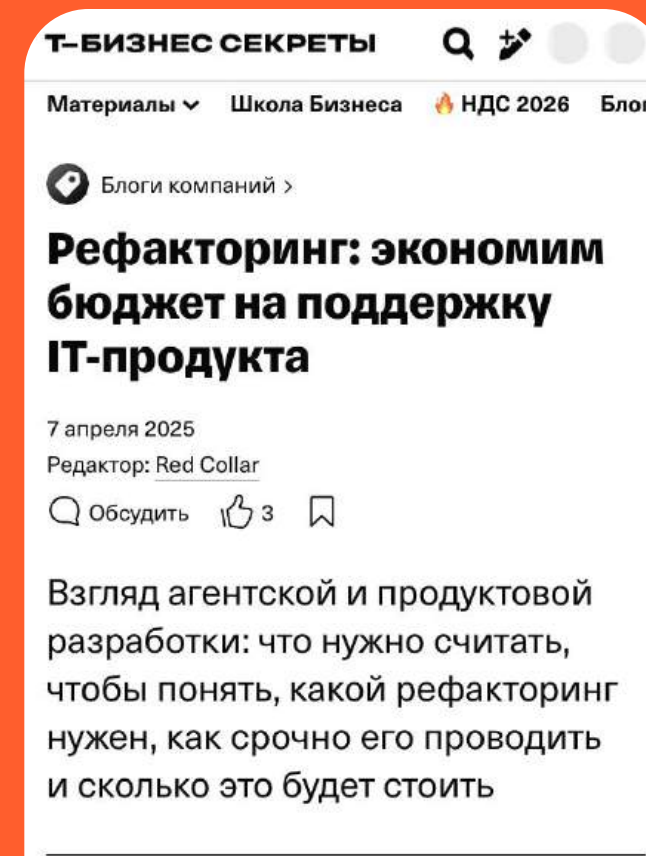 Т—БИЗНЕС СЕКРЕТЫ
Материалы Школа Бизнеса 🔥 НДС 2026
Блоги компаний >
Рефакторинг: экономим
бюджет на поддержку
IT-продукта
7 апреля 2025
Редактор: Red Collar
Обсудить 3
Взгляд агентской и продуктовой
разработки: что нужно считать,
чтобы понять, какой рефакторинг
нужен, как срочно его проводить
и сколько это будет стоить